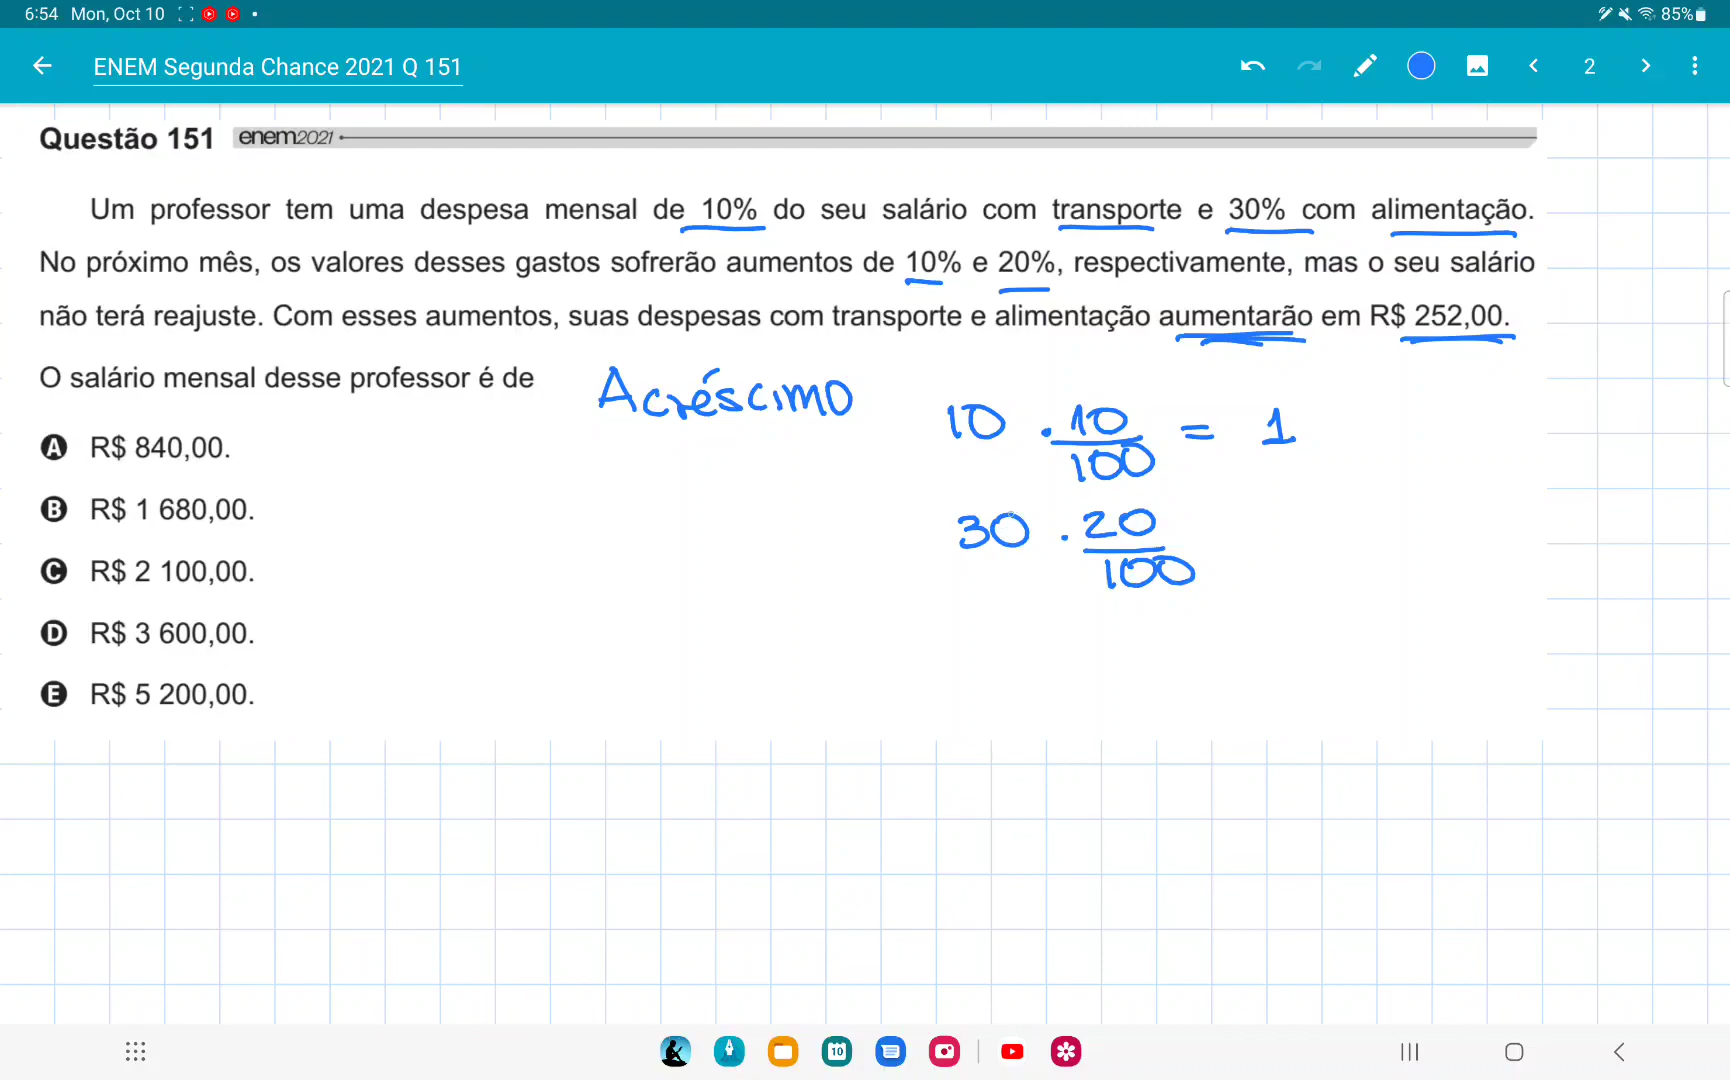 6:54 Mon, Oct 10
85%
ENEM Segunda Chance 2021 Q 151
2
Questão 151 enem2021
Um professor tem uma despesa mensal de 10% do seu salário com transporte e 30% com alimentação.
No próximo mês, os valores desses gastos sofrerão aumentos de 10% e 20%, respectivamente, mas o seu salário
não terá reajuste. Com esses aumentos, suas despesas com transporte e alimentação aumentarão em R$ 252,00.
O salário mensal desse professor é de
Acréscimo
10 . 10/100 = 1
30 . 20/100
A R$ 840,00.
B R$ 1 680,00.
C R$ 2 100,00.
D R$ 3 600,00.
E R$ 5 200,00.
10